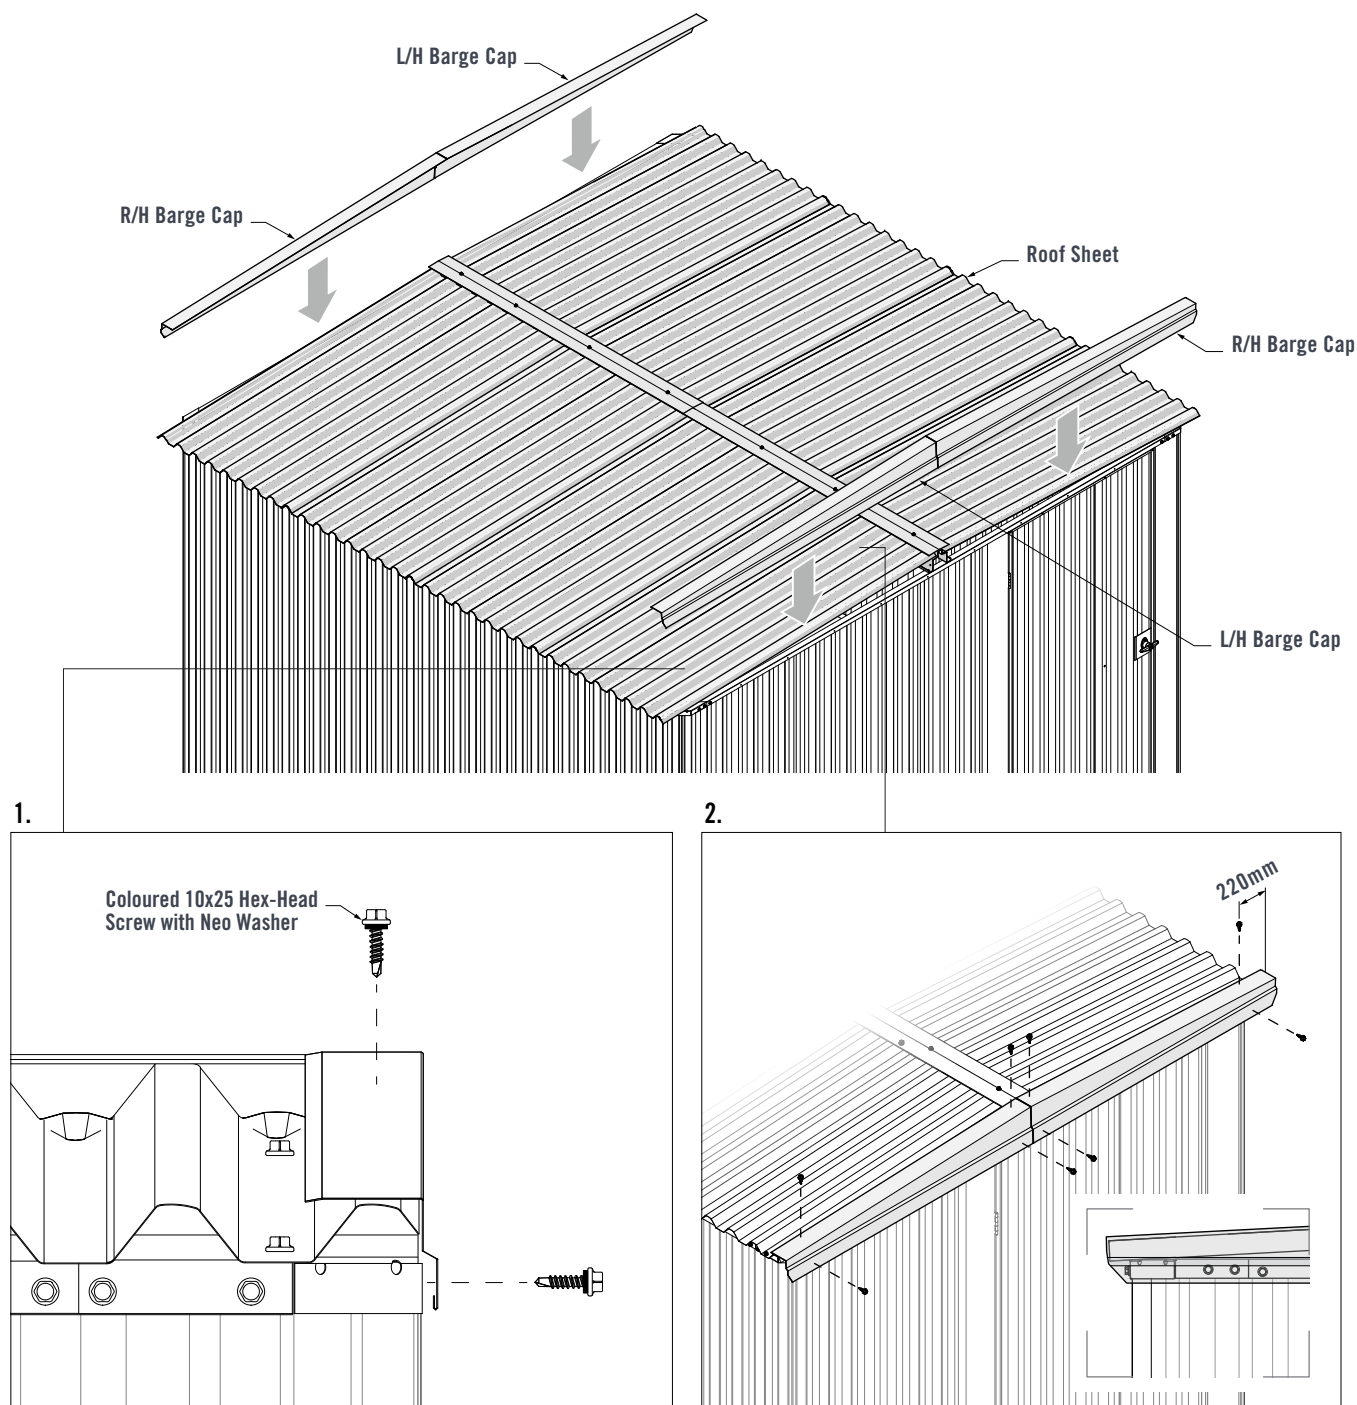 L/H Barge Cap
R/H Barge Cap
Roof Sheet
R/H Barge Cap
L/H Barge Cap
1.
2.
Coloured 10x25 Hex-Head
Screw with Neo Washer
220mm